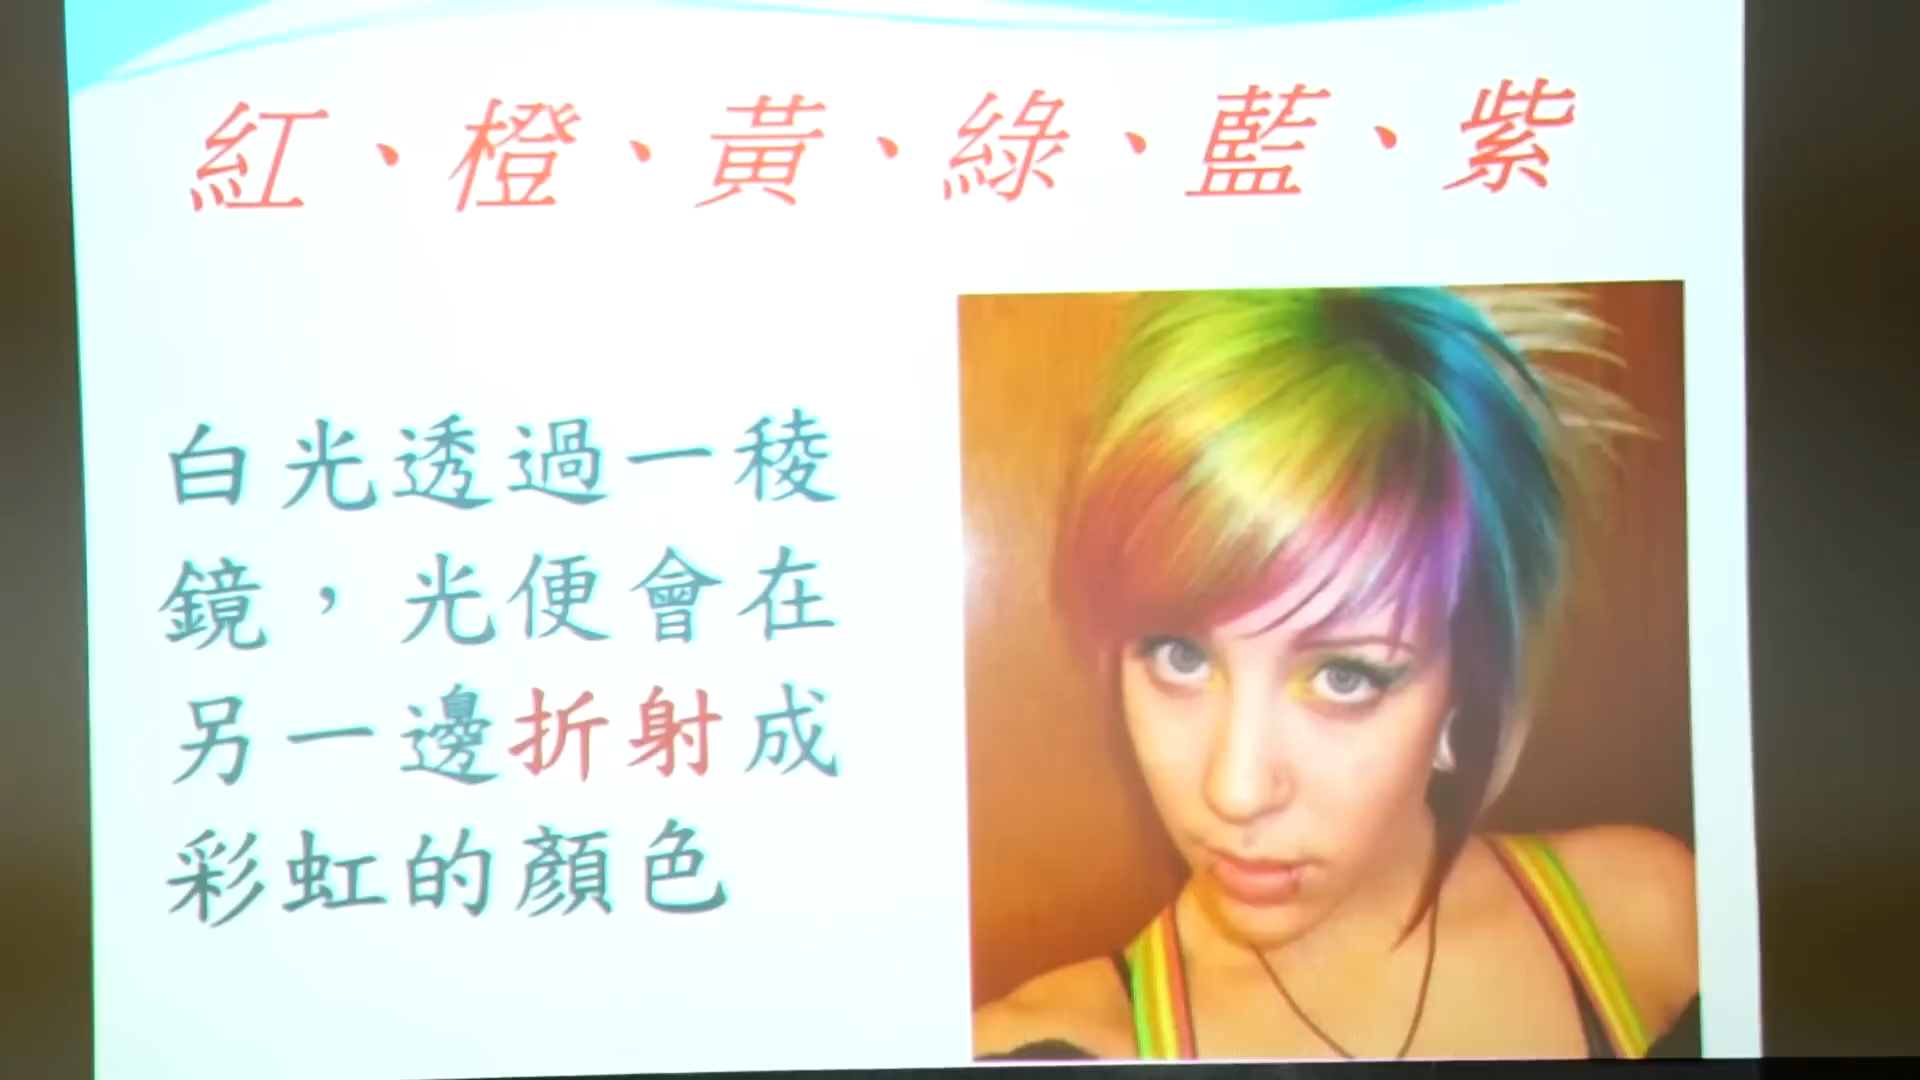 紅、橙、黃、綠、藍、紫
白光透過一稜
鏡，光便會在
另一邊折射成
彩虹的顏色